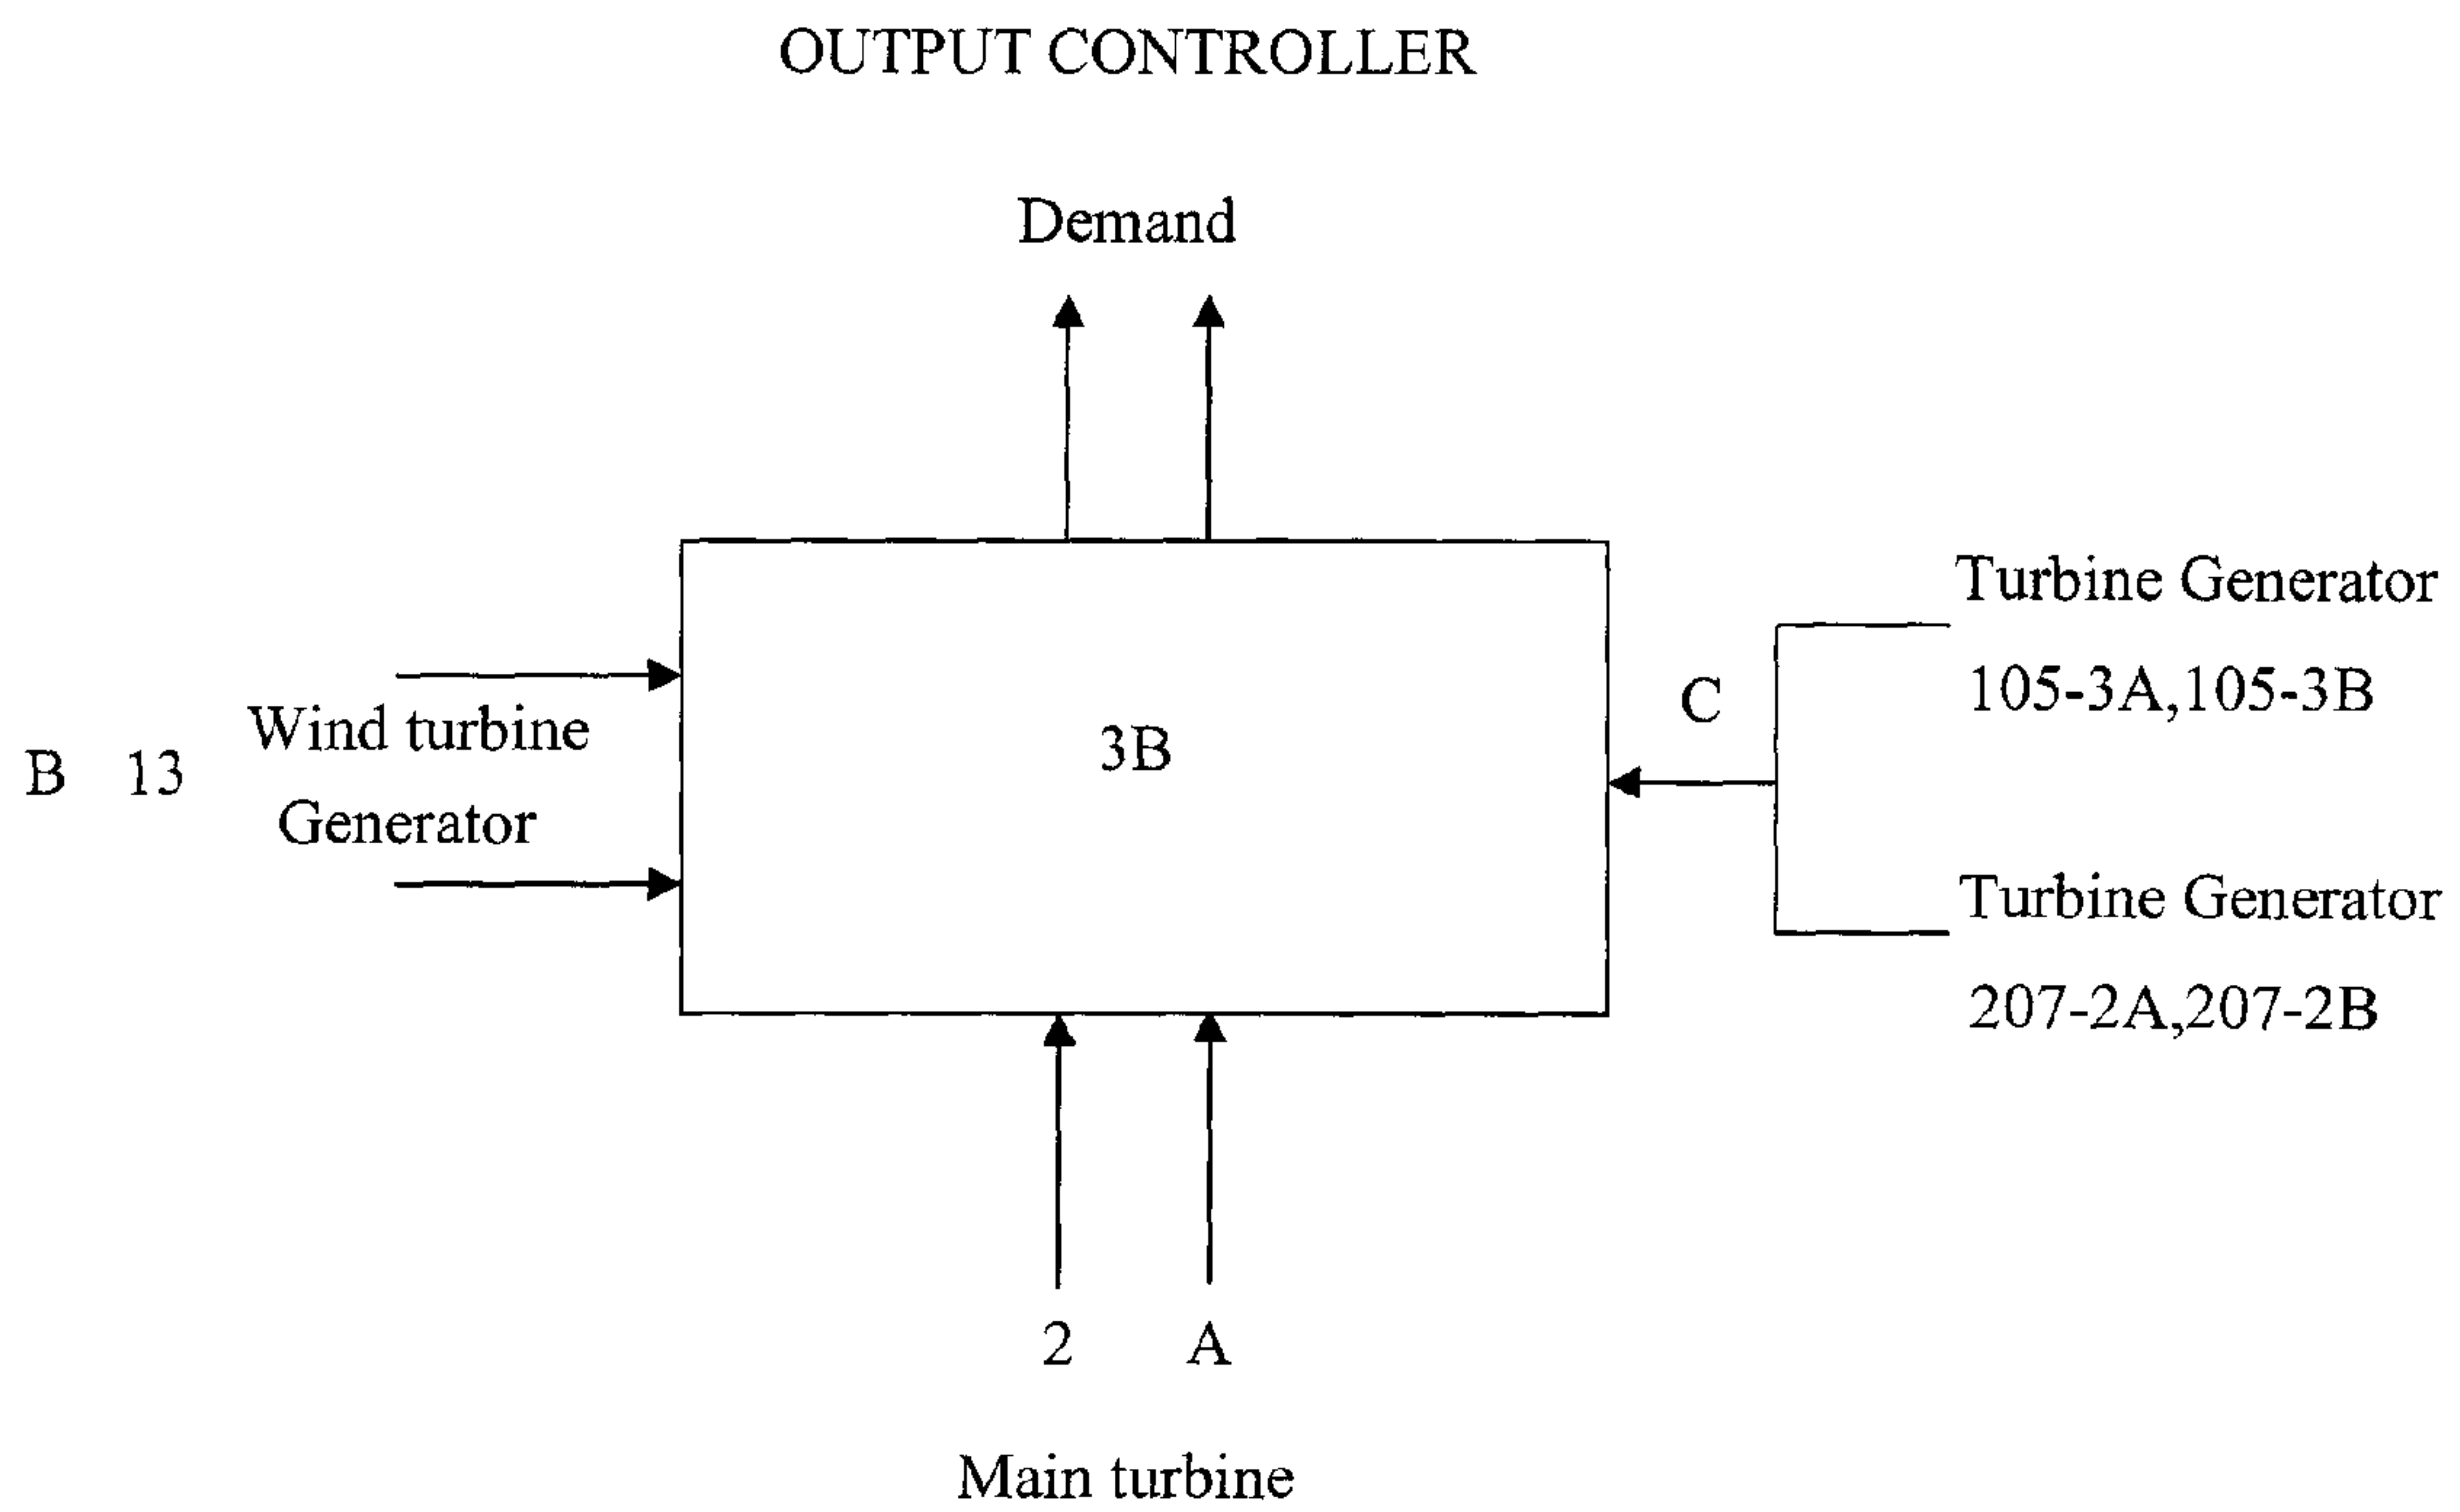 OUTPUT CONTROLLER
Demand
B 13
Wind turbine
Generator
3B
C
Turbine Generator
105-3A,105-3B
Turbine Generator
207-2A,207-2B
2 A
Main turbine